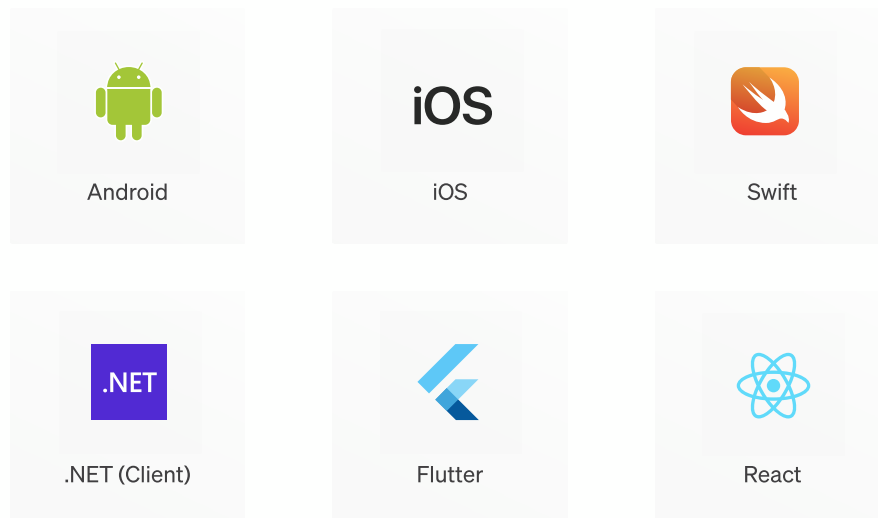 iOS
Android
iOS
Swift
.NET
.NET (Client)
Flutter
React